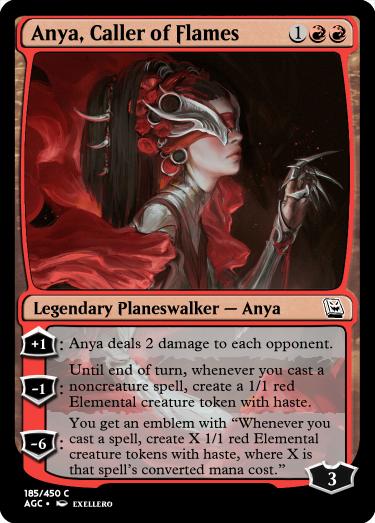 Anya, Caller of Flames 1
Legendary Planeswalker — Anya
+1: Anya deals 2 damage to each opponent.
Until end of turn, whenever you cast a
-1: noncreature spell, create a 1/1 red
Elemental creature token with haste.
You get an emblem with “Whenever you
cast a spell, create X 1/1 red Elemental
-6: creature tokens with haste, where X is
that spell’s converted mana cost.”
3
185/450 C
AGC • EXELLERO